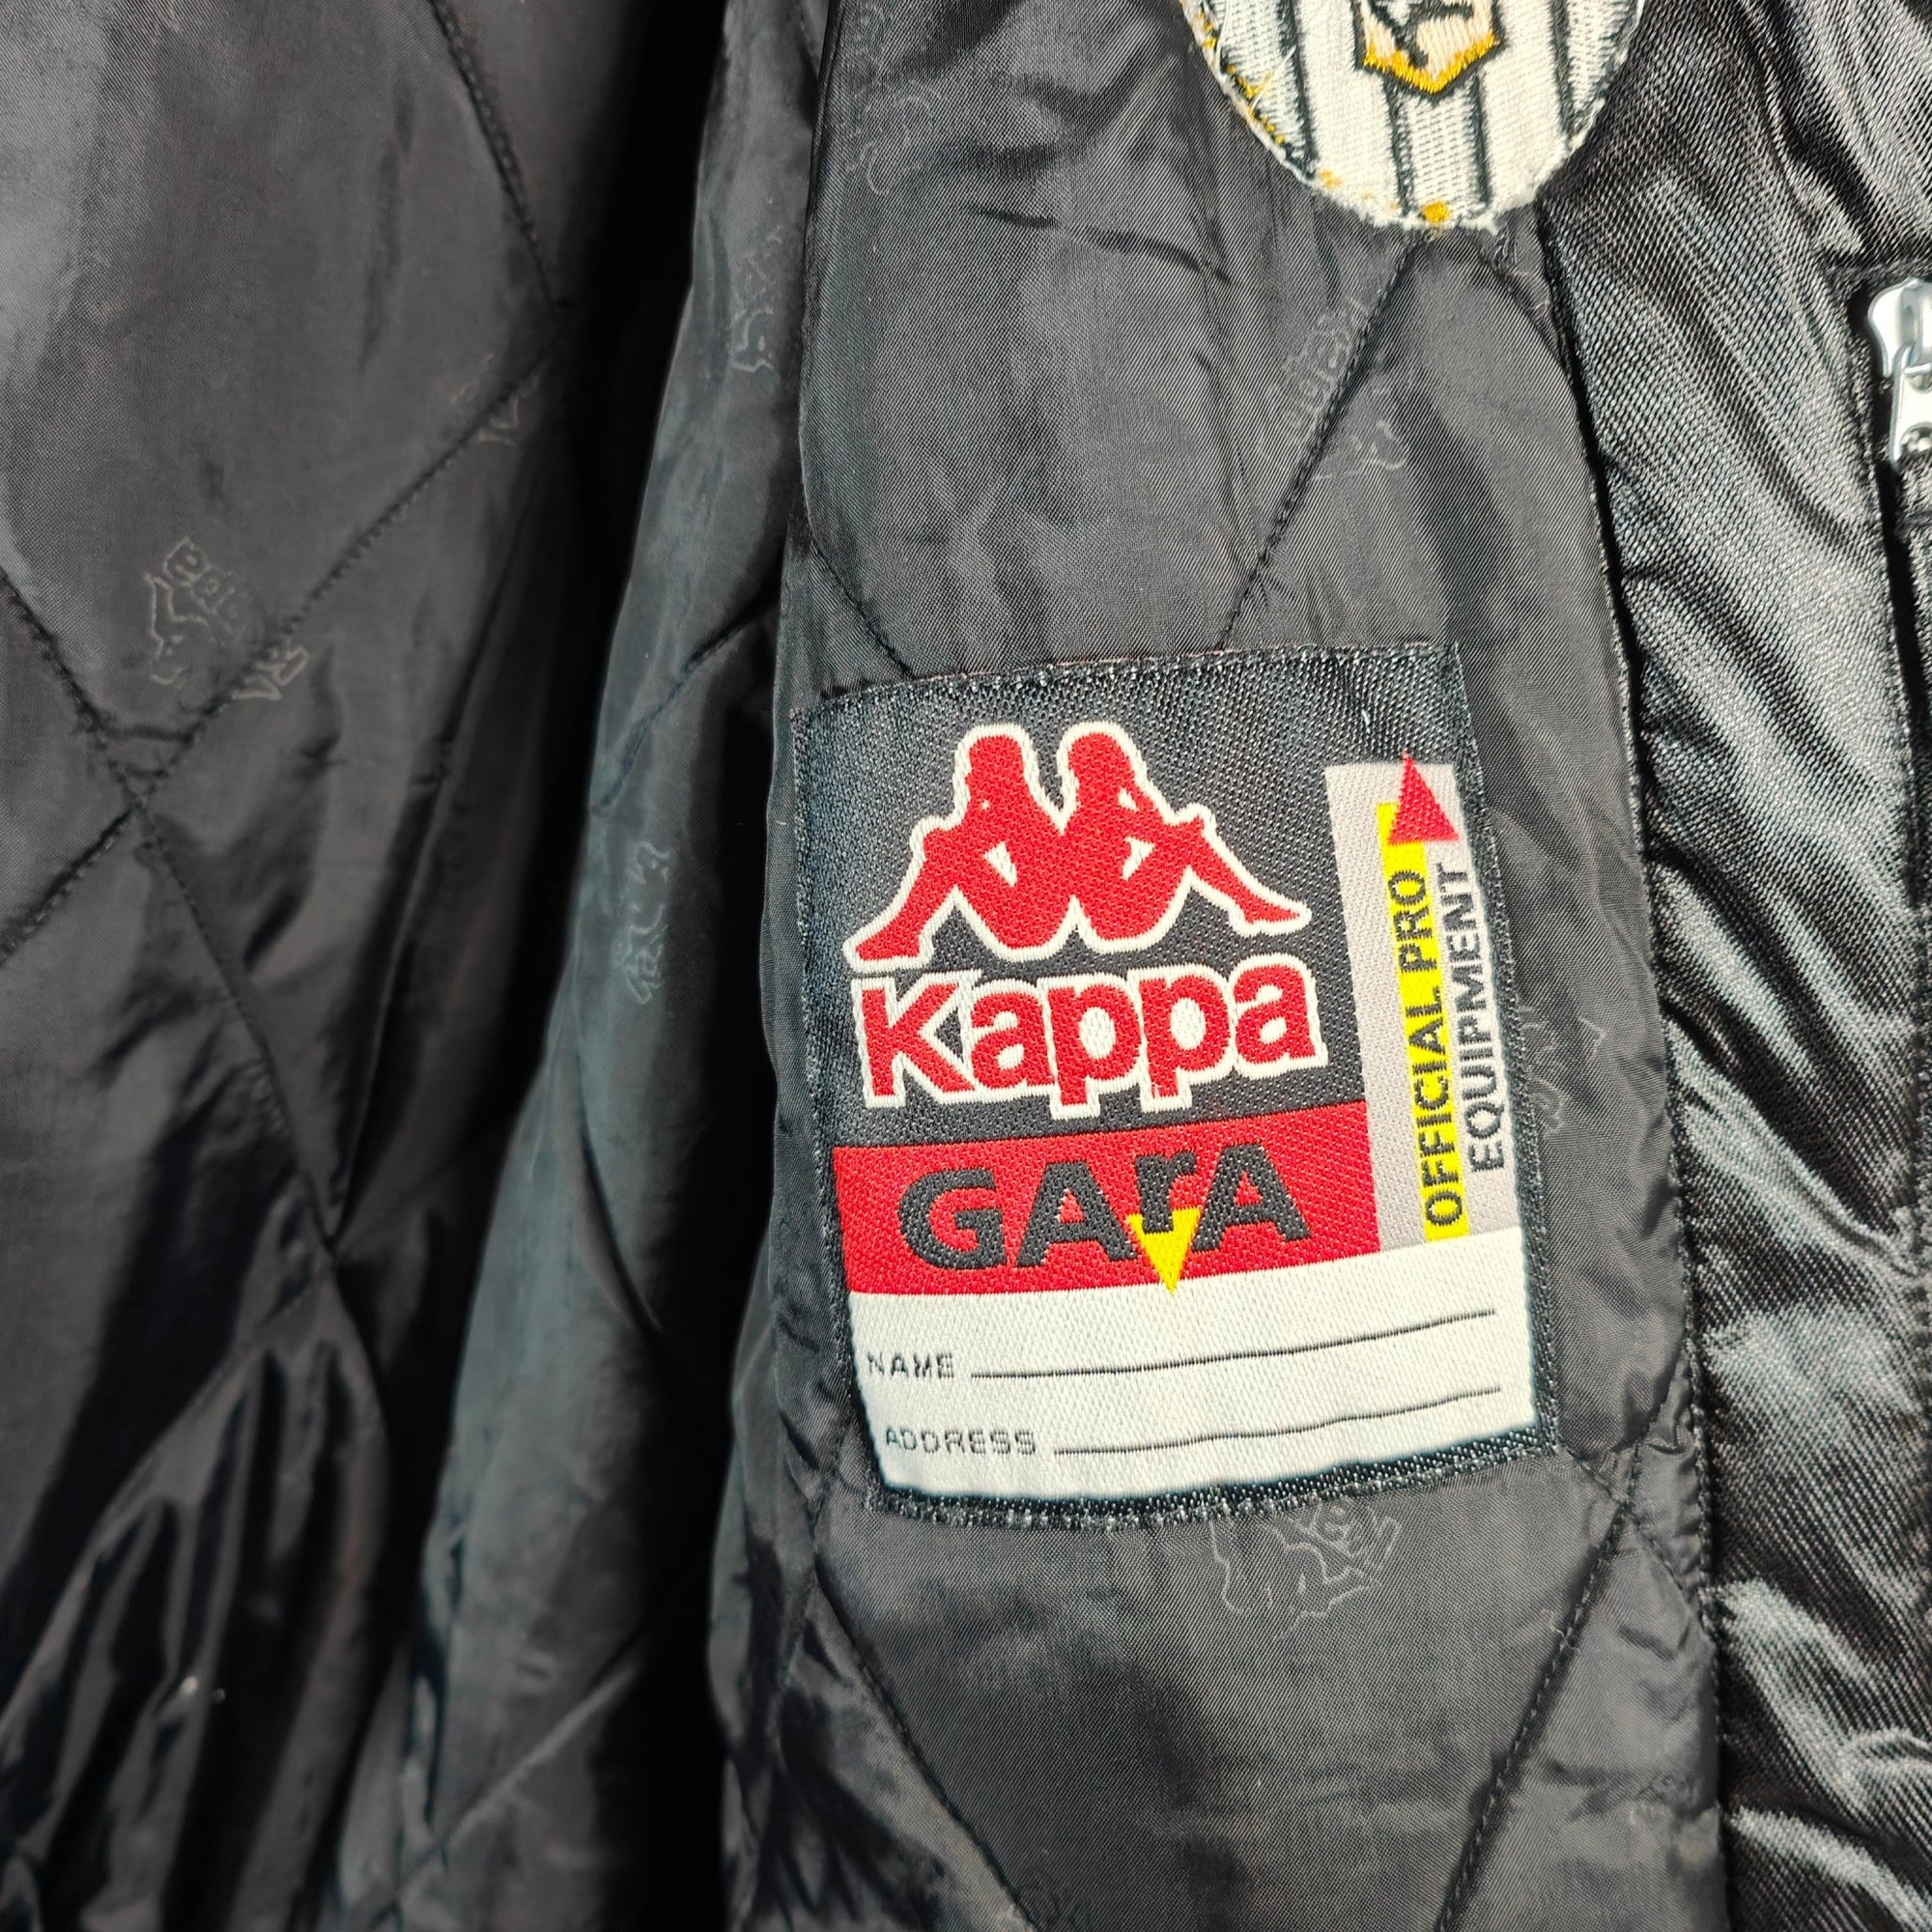 Kappa
GArA
OFFICIAL PRO
EQUIPMENT
NAME
ADDRESS